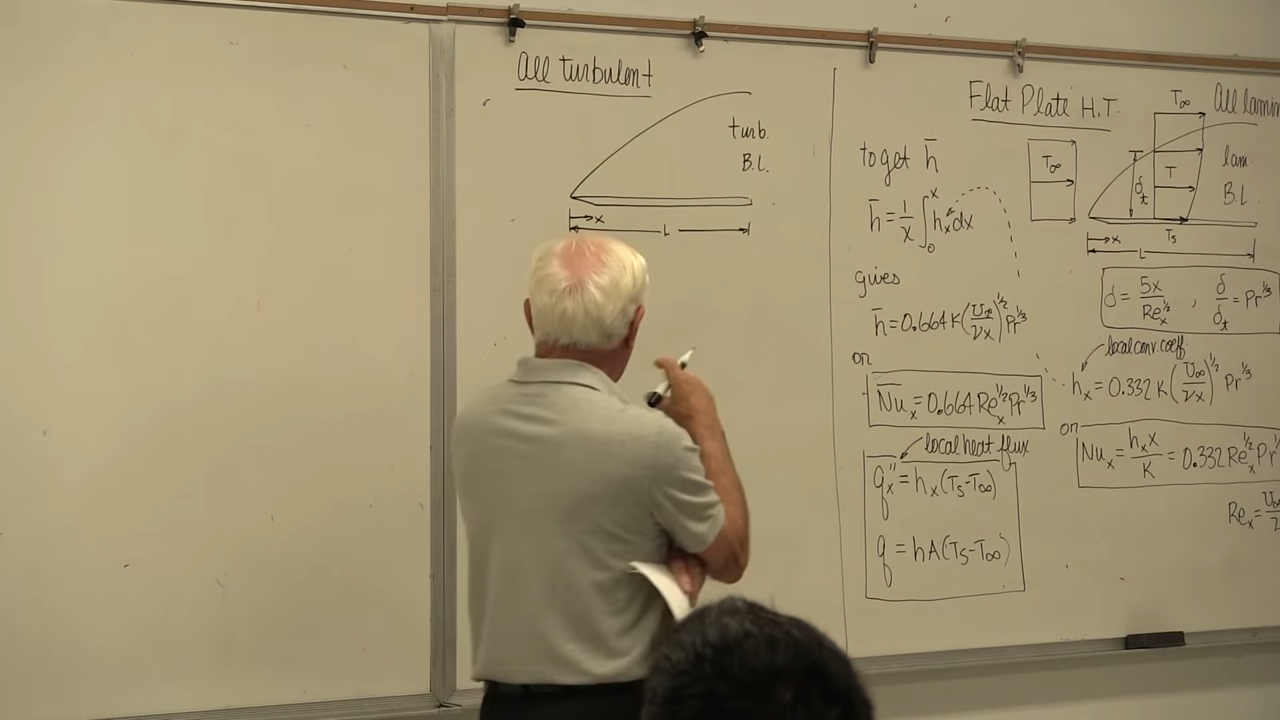 All turbulent
turb.
B.L.
x
L
Flat Plate H.T.
T∞
All lamin
to get h̄
T∞
δₜ
T
lam.
B.L
h̄ = 1/x ∫₀ˣ hₓdx
Tₛ
x
L
gives
δ = 5x/Reₓ^½ , δ/δₜ = Pr^⅓
h̄ = 0.664 K(U∞/νx)^½ Pr^⅓
local conv. coeff
or
hₓ = 0.332 K (U∞/νx)^½ Pr^⅓
N̄uₓ = 0.664 Reₓ^½ Pr^⅓
or
local heat flux
Nuₓ = hₓx/K = 0.332 Reₓ^½ Pr
qₓ″ = hₓ(Tₛ-T∞)
Reₓ = U∞
q = hA(Tₛ-T∞)